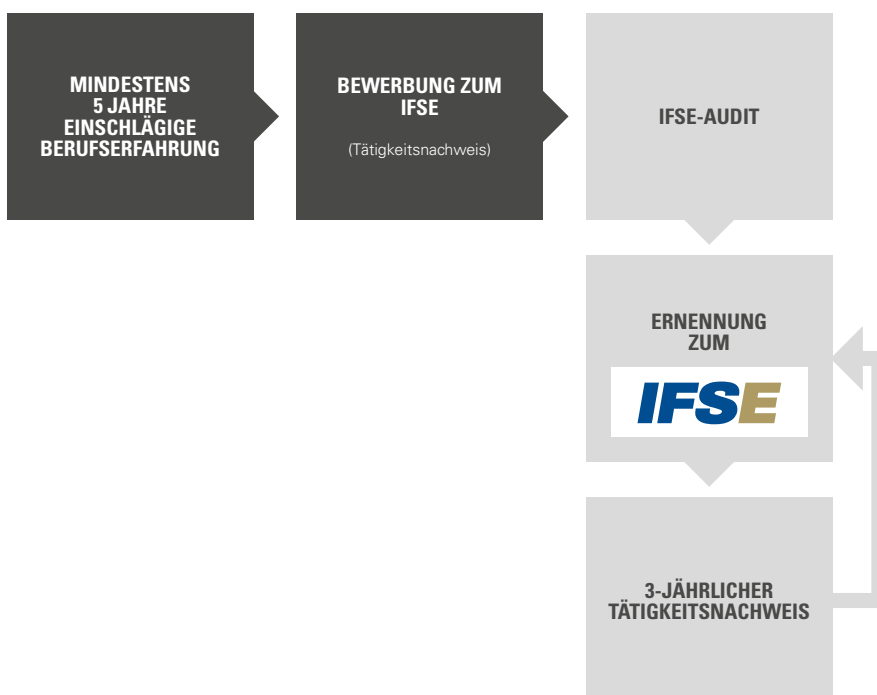 MINDESTENS
5 JAHRE
EINSCHLÄGIGE
BERUFSERFAHRUNG
BEWERBUNG ZUM
IFSE
(Tätigkeitsnachweis)
IFSE-AUDIT
ERNENNUNG
ZUM
IFSE
3-JÄHRLICHER
TÄTIGKEITSNACHWEIS